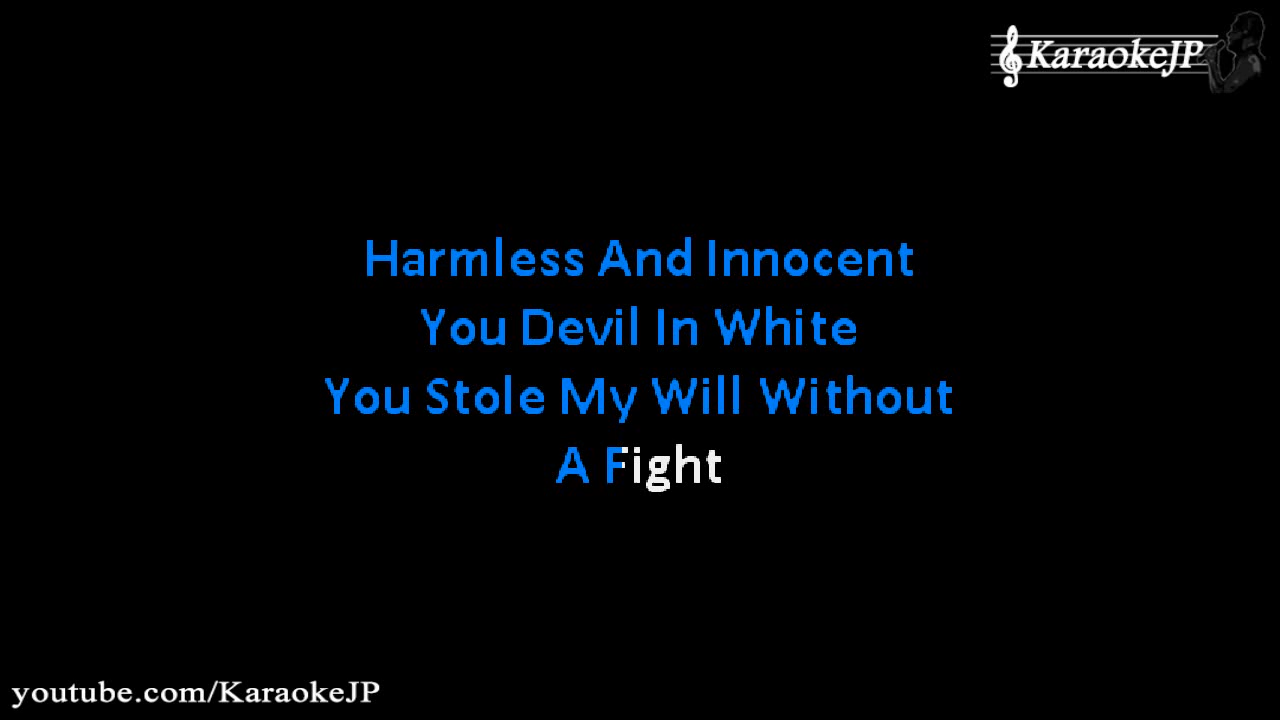 KaraokeJP
Harmless And Innocent
You Devil In White
You Stole My Will Without
A Fight
youtube.com/KaraokeJP